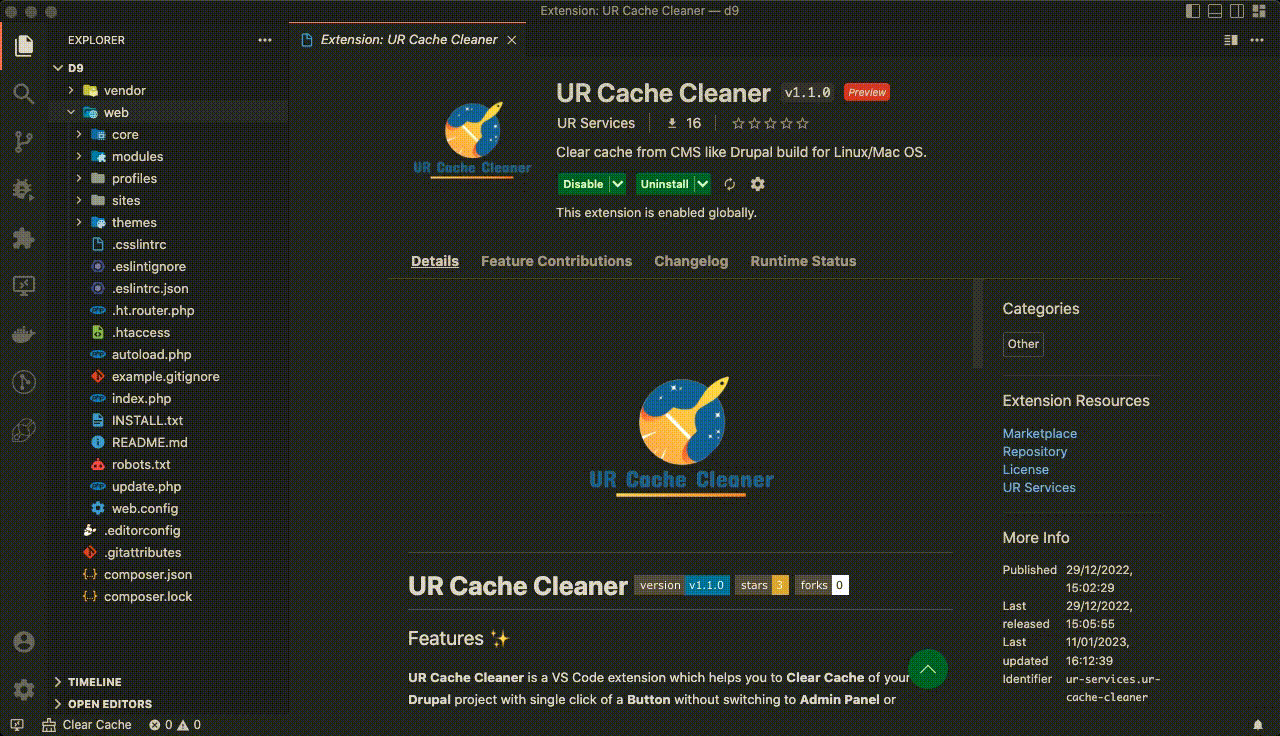 Extension: UR Cache Cleaner — d9
EXPLORER
D9
vendor
web
core
modules
profiles
sites
themes
.csslintrc
.eslintignore
.eslintrc.json
.ht.router.php
.htaccess
autoload.php
example.gitignore
index.php
INSTALL.txt
README.md
robots.txt
update.php
web.config
.editorconfig
.gitattributes
composer.json
composer.lock
TIMELINE
OPEN EDITORS
Extension: UR Cache Cleaner
UR Cache Cleaner
UR Cache Cleaner v1.1.0 Preview
UR Services 16
Clear cache from CMS like Drupal build for Linux/Mac OS.
Disable Uninstall
This extension is enabled globally.
Details Feature Contributions Changelog Runtime Status
UR Cache Cleaner
UR Cache Cleaner version v1.1.0 stars 3 forks 0
Features ✨
UR Cache Cleaner is a VS Code extension which helps you to Clear Cache of your
Drupal project with single click of a Button without switching to Admin Panel or
Categories
Other
Extension Resources
Marketplace
Repository
License
UR Services
More Info
Published 29/12/2022,
15:02:29
Last 29/12/2022,
released 15:05:55
Last 11/01/2023,
updated 16:12:39
Identifier ur-services.ur-
cache-cleaner
Clear Cache 0 0